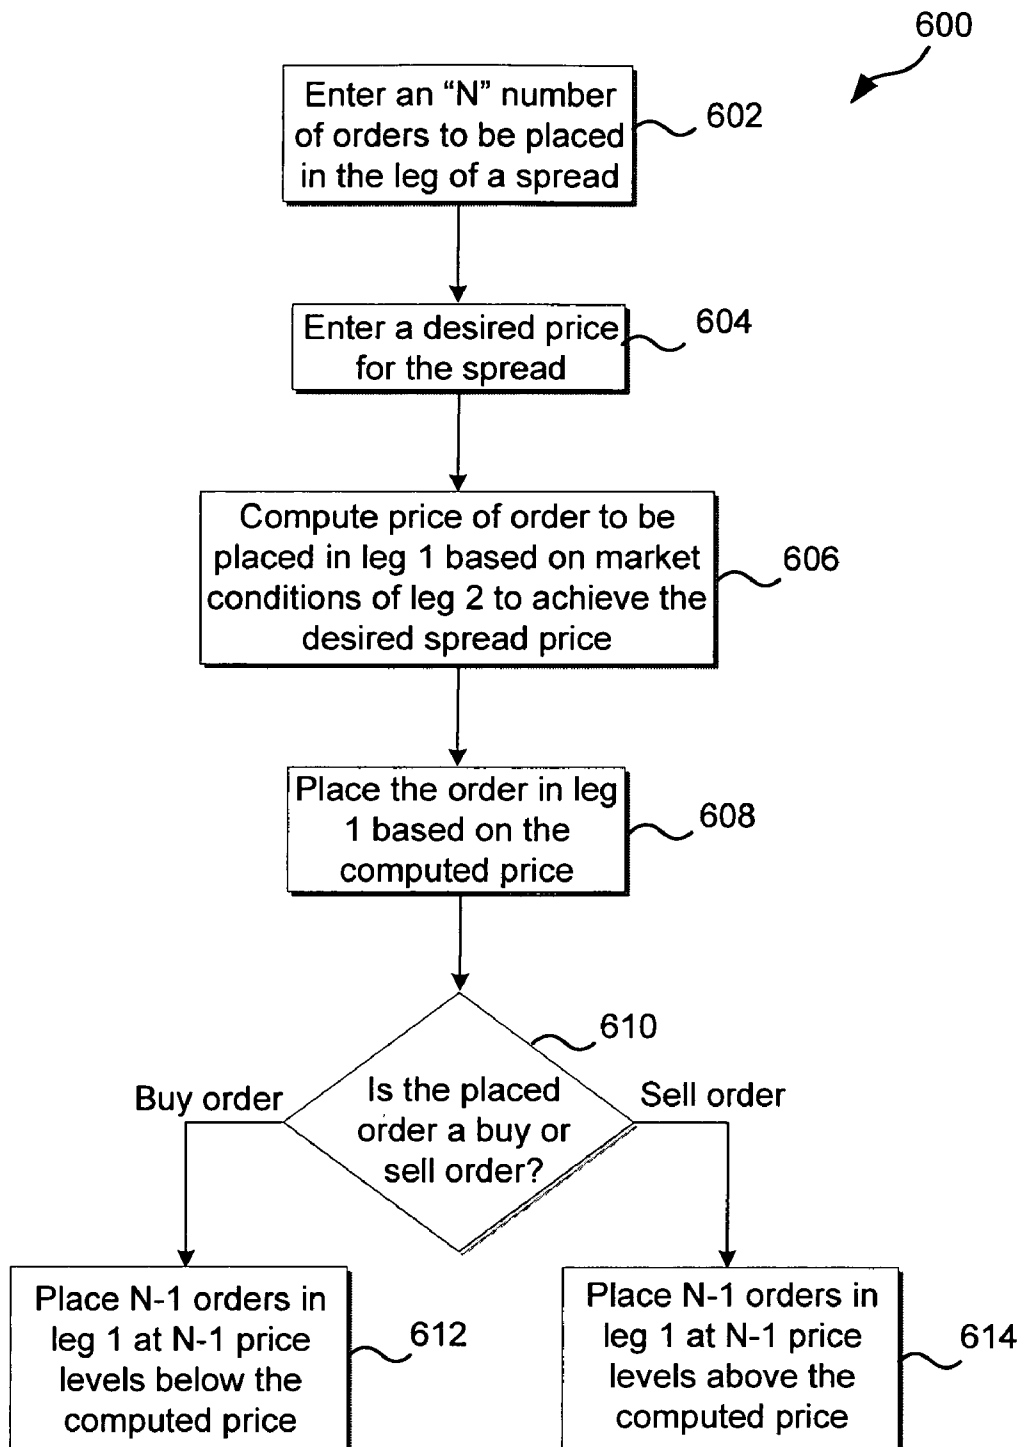 600
Enter an “N” number
of orders to be placed
in the leg of a spread
602
Enter a desired price
for the spread
604
Compute price of order to be
placed in leg 1 based on market
conditions of leg 2 to achieve the
desired spread price
606
Place the order in leg
1 based on the
computed price
608
610
Is the placed
order a buy or
sell order?
Buy order
Sell order
Place N-1 orders in
leg 1 at N-1 price
levels below the
computed price
612
Place N-1 orders in
leg 1 at N-1 price
levels above the
computed price
614